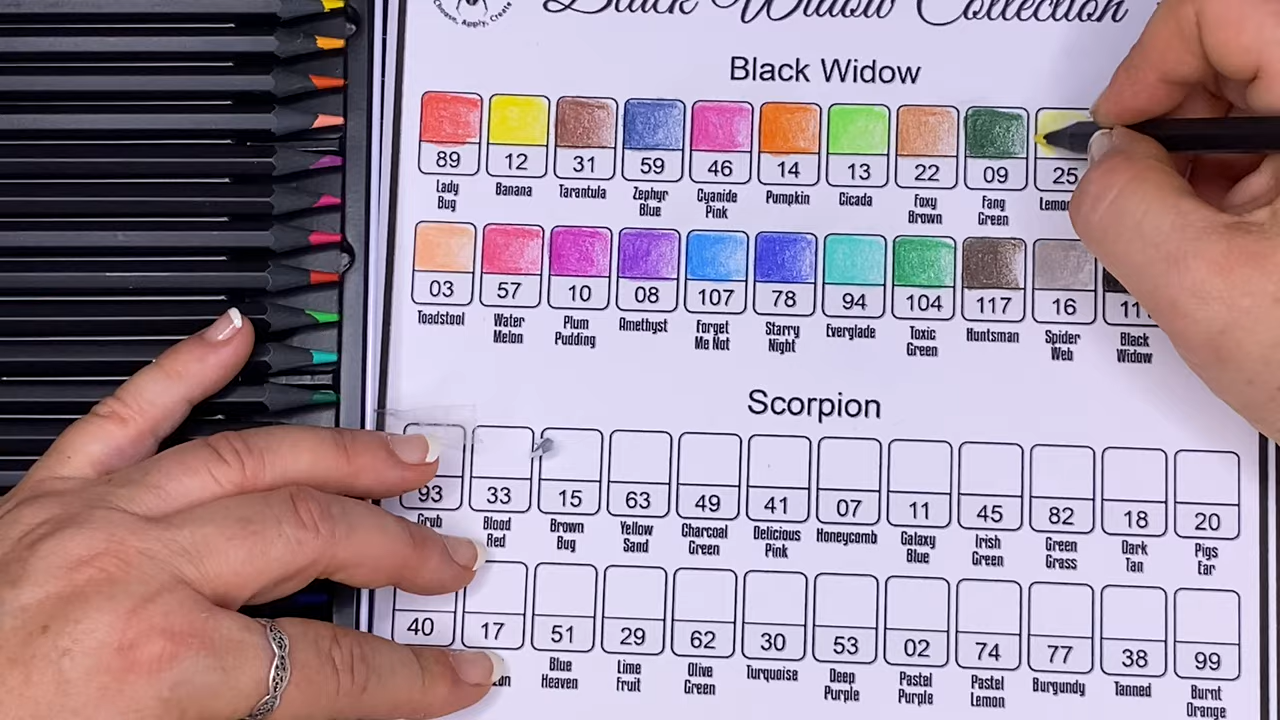 Choose, Apply, Create
Black Widow Collection
Black Widow
89 12 31 59 46 14 13 22 09 25
Lady Bug Banana Tarantula Zephyr Blue Cyanide Pink Pumpkin Cicada Foxy Brown Fang Green
03 57 10 08 107 78 94 104 117 16
Toadstool Water Melon Plum Pudding Amethyst Forget Me Not Starry Night Everglade Toxic Green Huntsman Spider Web Black Widow
Scorpion
93 33 15 63 49 41 07 11 45 82 18 20
Grub Blood Red Brown Bug Yellow Sand Charcoal Green Delicious Pink Honeycomb Galaxy Blue Irish Green Green Grass Dark Tan Pigs Ear
40 17 51 29 62 30 53 02 74 77 38 99
Blue Heaven Lime Fruit Olive Green Turquoise Deep Purple Pastel Purple Pastel Lemon Burgundy Tanned Burnt Orange